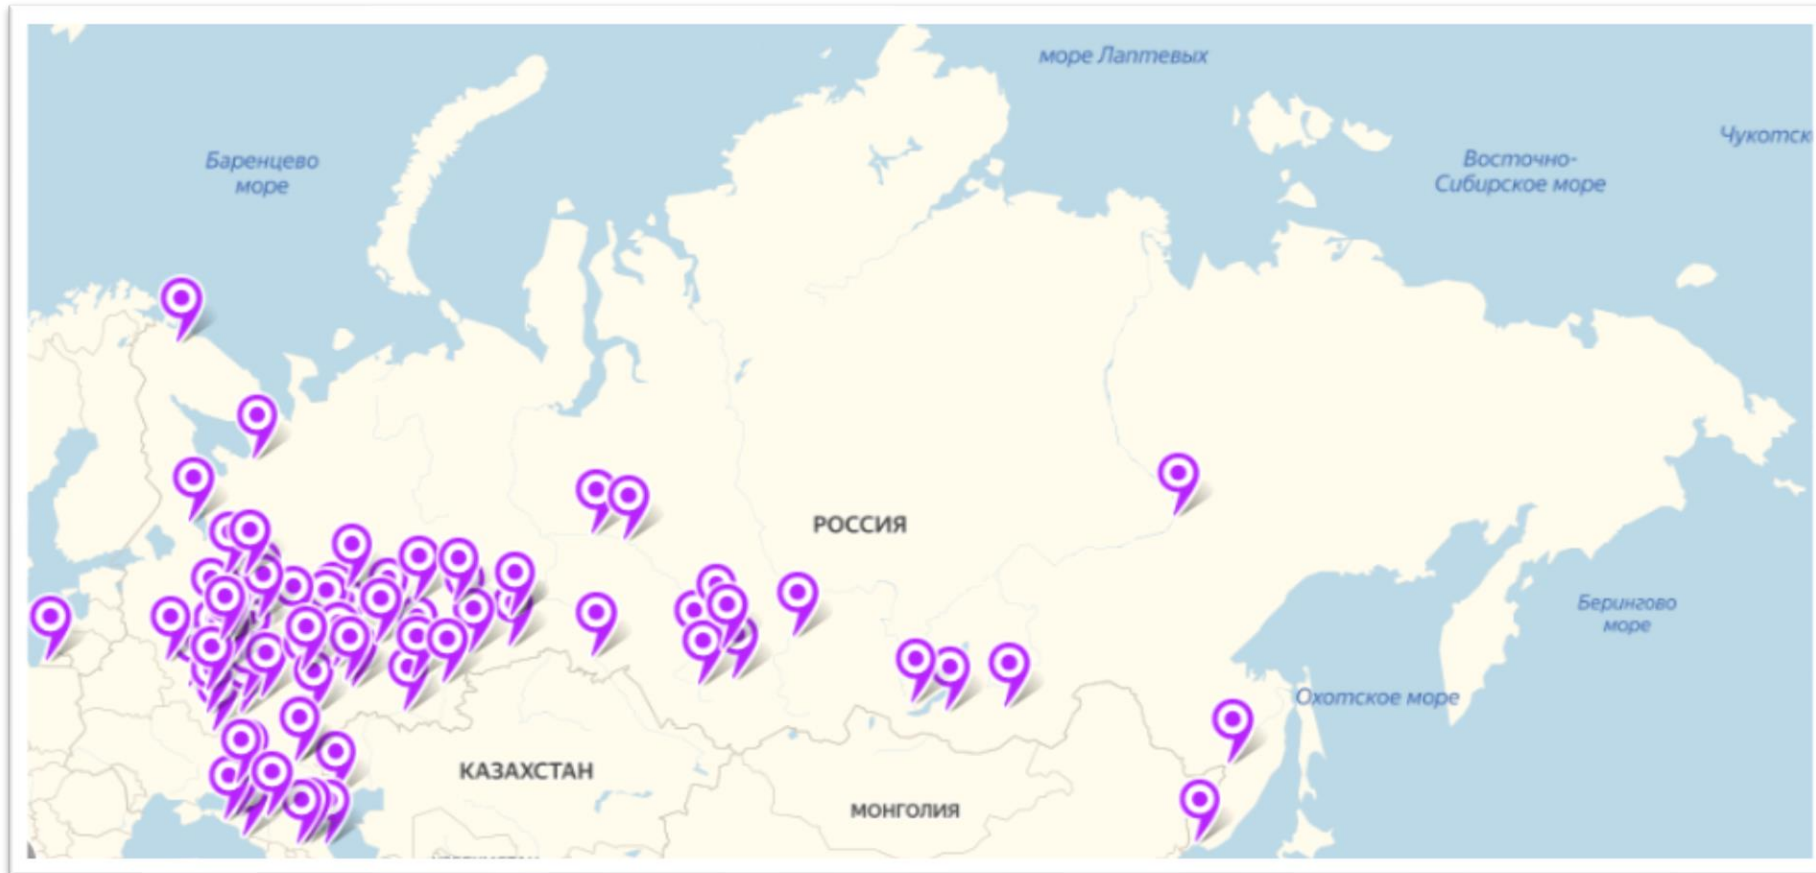 море Лаптевых
Чукотск
Баренцево
море
Восточно-
Сибирское море
РОССИЯ
Берингово
море
Охотское море
КАЗАХСТАН
МОНГОЛИЯ